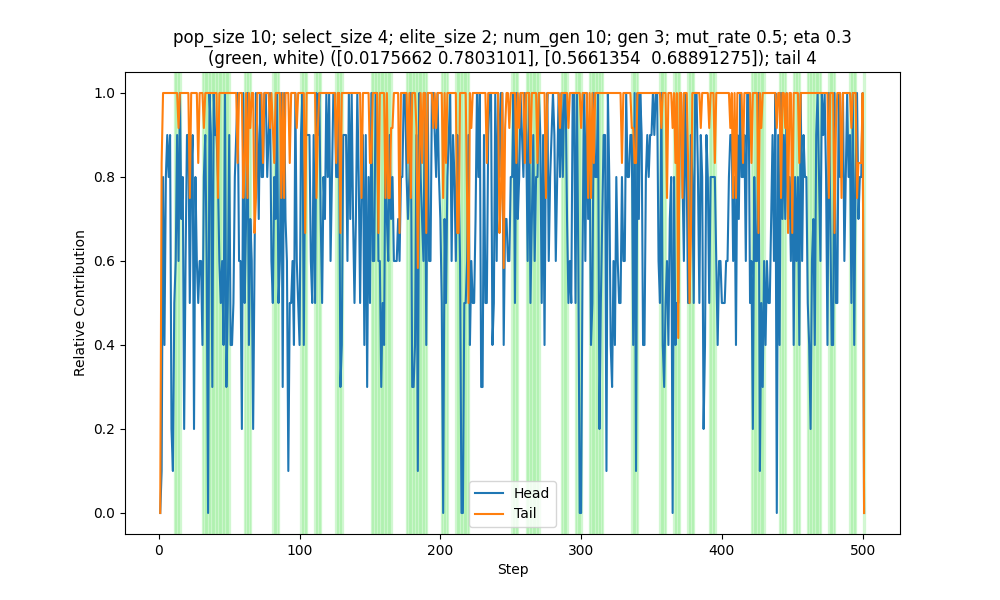 pop_size 10; select_size 4; elite_size 2; num_gen 10; gen 3; mut_rate 0.5; eta 0.3
(green, white) ([0.0175662 0.7803101], [0.5661354  0.68891275]); tail 4
1.0
0.8
0.6
0.4
0.2
0.0
Relative Contribution
Head
Tail
0
100
200
300
400
500
Step